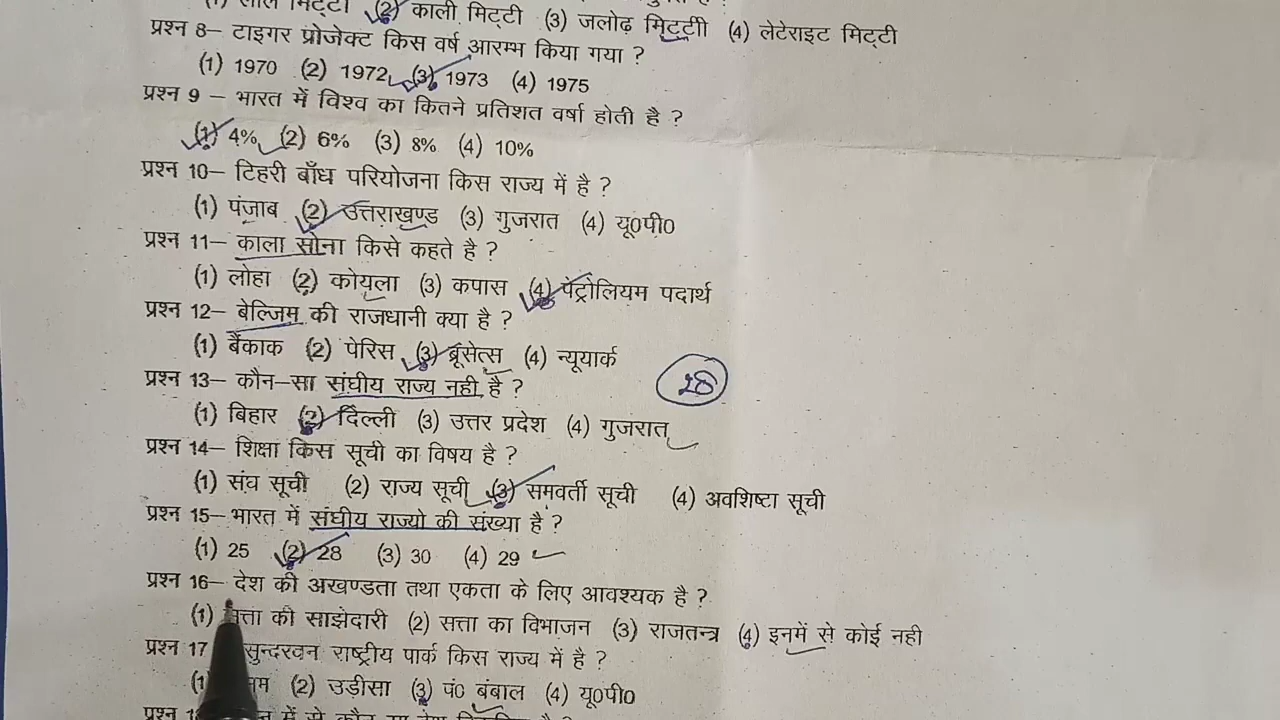 (2) काली मिट्टी (3) जलोढ़ मिट्टीी (4) लेटेराइट मिट्टी
प्रश्न 8– टाइगर प्रोजेक्ट किस वर्ष आरम्भ किया गया ?
(1) 1970 (2) 1972 (3) 1973 (4) 1975
प्रश्न 9 – भारत में विश्व का कितने प्रतिशत वर्षा होती है ?
(1) 4% (2) 6% (3) 8% (4) 10%
प्रश्न 10– टिहरी बाँध परियोजना किस राज्य में है ?
(1) पंजाब (2) उत्तराखण्ड (3) गुजरात (4) यू0पी0
प्रश्न 11– काला सोना किसे कहते है ?
(1) लोहा (2) कोयला (3) कपास (4) पेट्रोलियम पदार्थ
प्रश्न 12– बेल्जिम की राजधानी क्या है ?
(1) बैंकाक (2) पेरिस (3) ब्रूसेत्स (4) न्यूयार्क
28
प्रश्न 13– कौन–सा संघीय राज्य नही है ?
(1) बिहार (2) दिल्ली (3) उत्तर प्रदेश (4) गुजरात
प्रश्न 14– शिक्षा किस सूची का विषय है ?
(1) संघ सूची (2) राज्य सूची (3) समवर्ती सूची (4) अवशिष्टा सूची
प्रश्न 15– भारत में संघीय राज्यो की संख्या है ?
(1) 25 (2) 28 (3) 30 (4) 29
प्रश्न 16– देश की अखण्डता तथा एकता के लिए आवश्यक है ?
(1) सत्ता की साझेदारी (2) सत्ता का विभाजन (3) राजतन्त्र (4) इनमें से कोई नही
प्रश्न 17 सुन्दरवन राष्ट्रीय पार्क किस राज्य में है ?
(2) उड़ीसा (3) पं0 बंबाल (4) यू0पी0